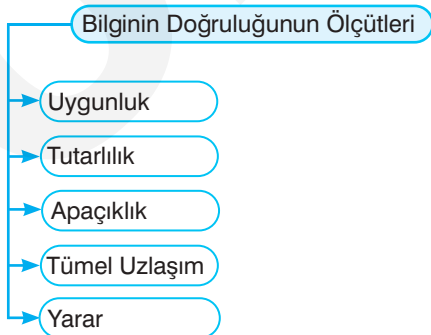 Bilginin Doğruluğunun Ölçütleri
Uygunluk
Tutarlılık
Apaçıklık
Tümel Uzlaşım
Yarar